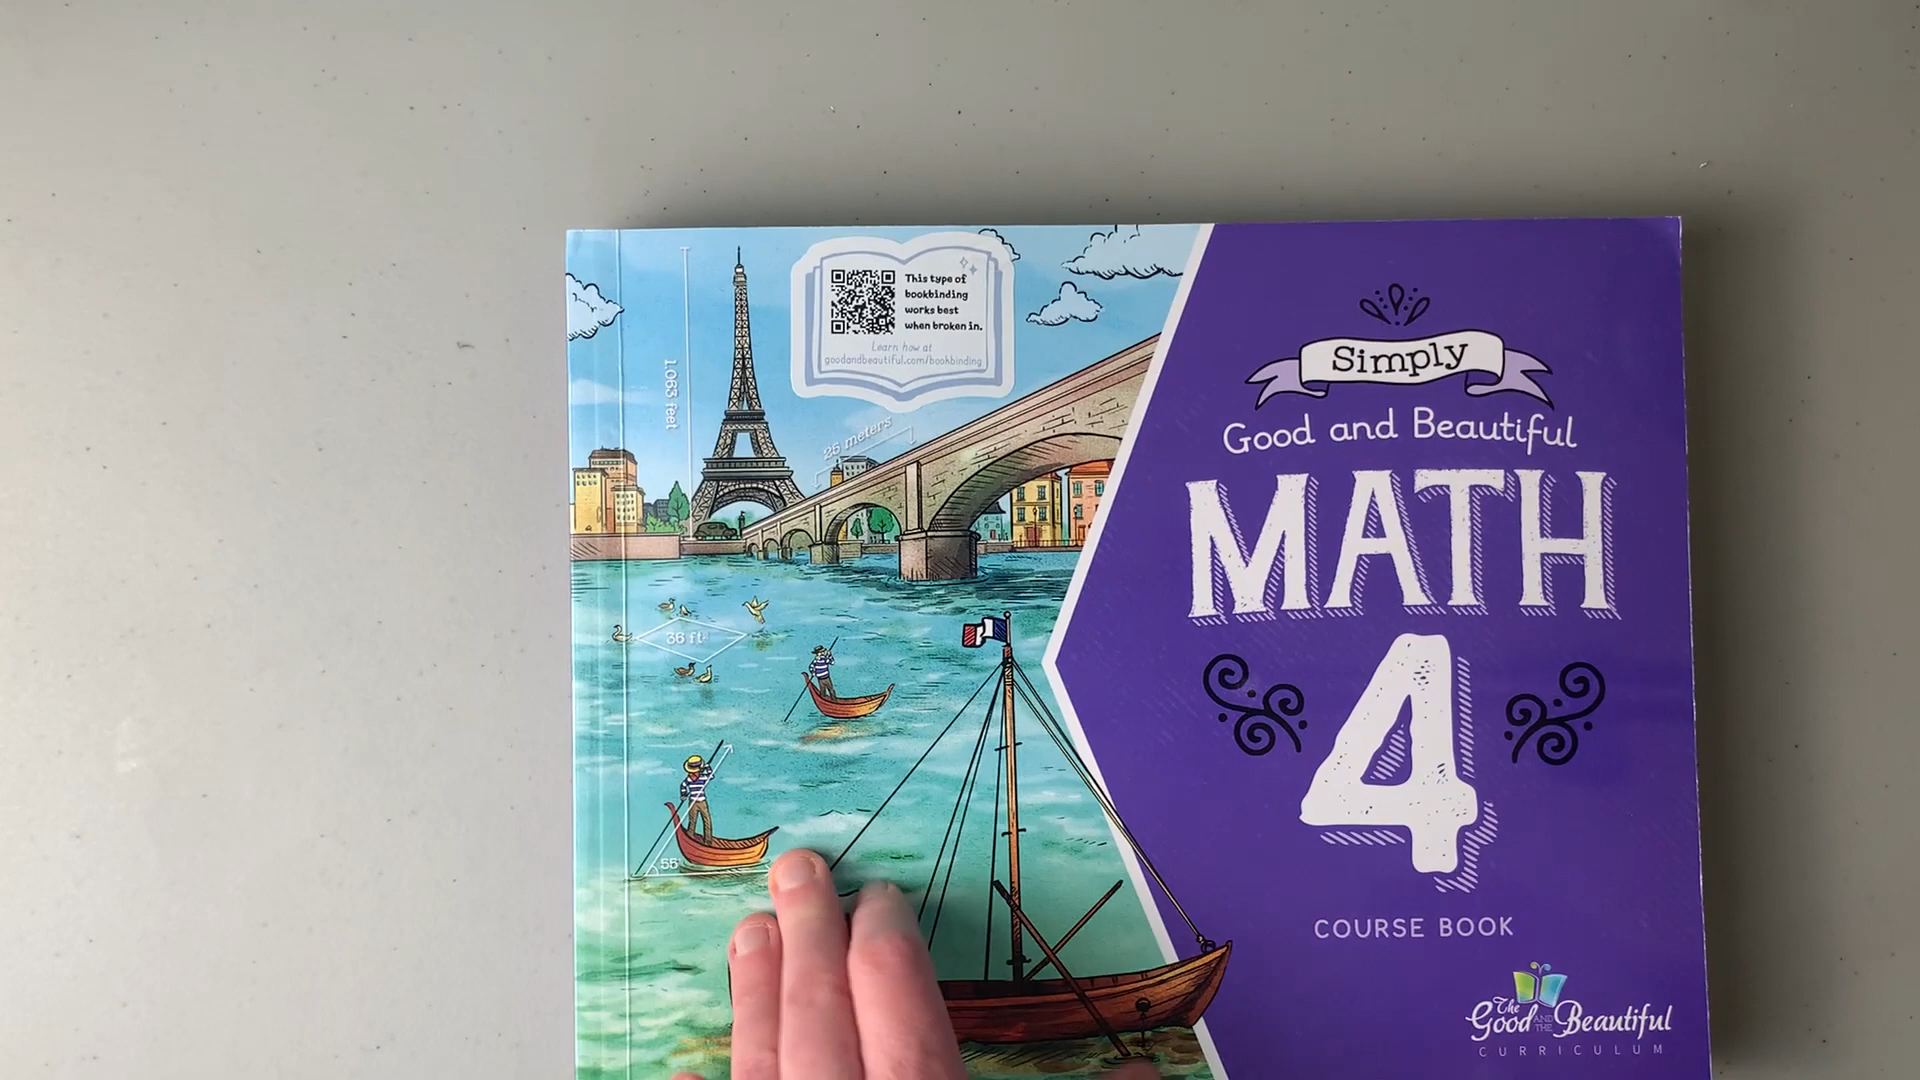 This type of
bookbinding
works best
when broken in.
Learn how at
goodandbeautiful.com/bookbinding
1,063 feet
25 meters
36 ft²
55°
Simply
Good and Beautiful
MATH
4
COURSE BOOK
The
Good AND THE Beautiful
CURRICULUM